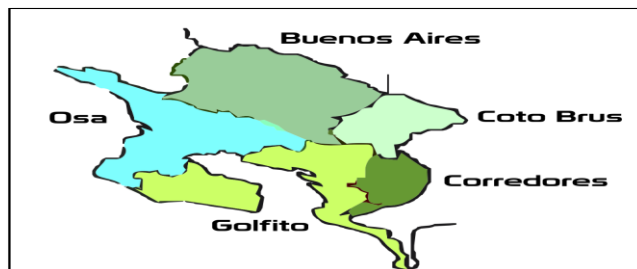 Buenos Aires
Osa
Coto Brus
Corredores
Golfito